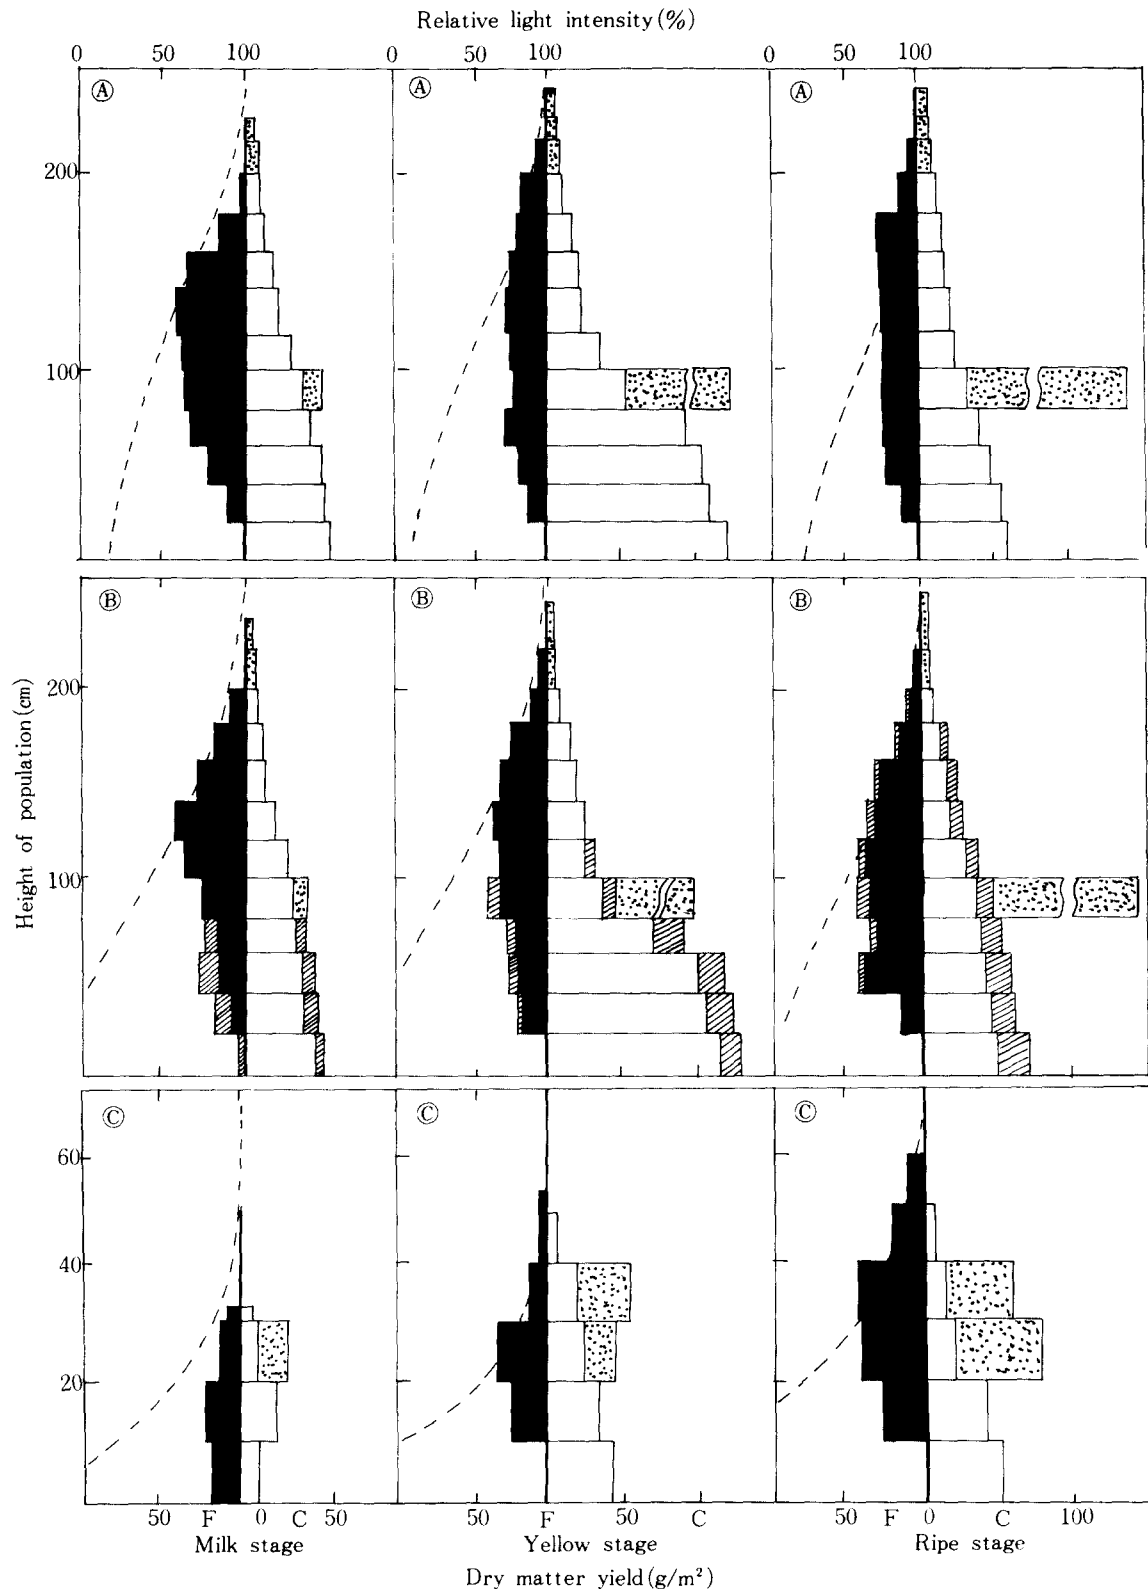 Relative light intensity (%)
0 50 100 0 50 100 0 50 100
Ⓐ Ⓐ Ⓐ
200
100
Ⓑ Ⓑ Ⓑ
200
100
Height of population (cm)
Ⓒ Ⓒ Ⓒ
60
40
20
50 F 0 C 50 F 50 C 50 F 0 C 100
Milk stage Yellow stage Ripe stage
Dry matter yield (g/m²)